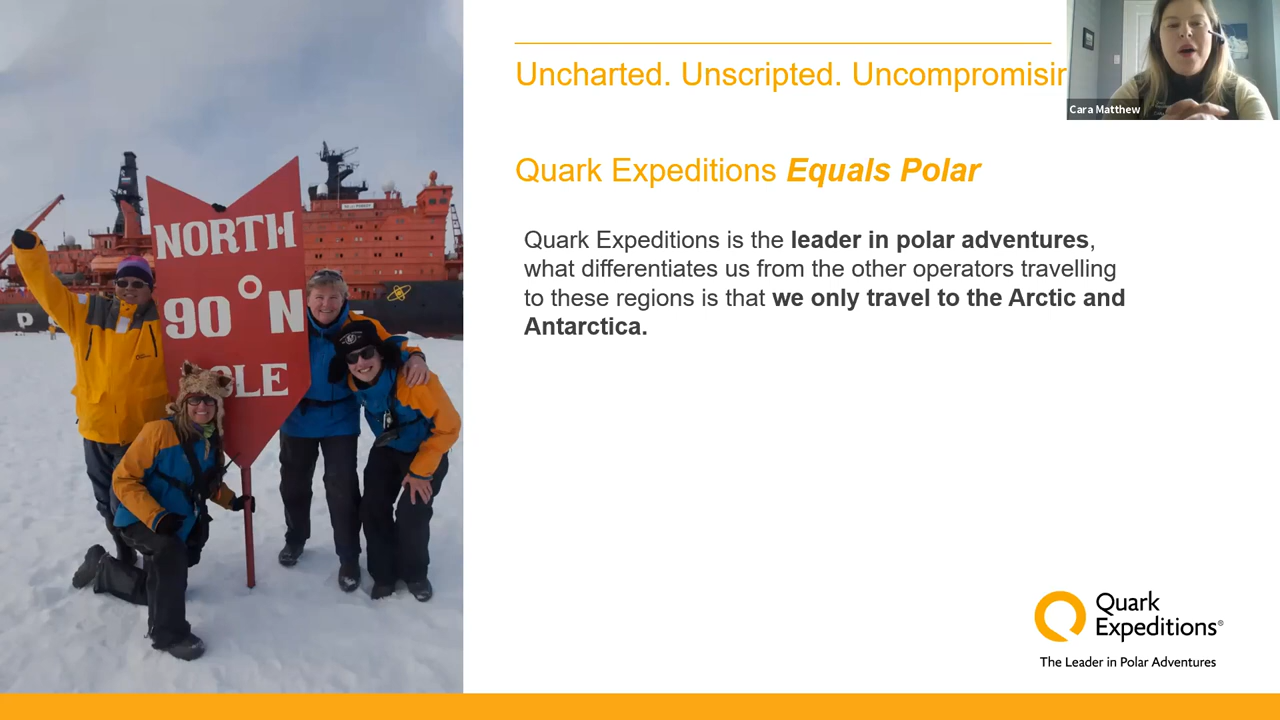 Uncharted. Unscripted. Uncompromisin
Cara Matthew
Quark Expeditions Equals Polar
Quark Expeditions is the leader in polar adventures,
what differentiates us from the other operators travelling
to these regions is that we only travel to the Arctic and
Antarctica.
NORTH
90°N
OLE
Quark
Expeditions®
The Leader in Polar Adventures